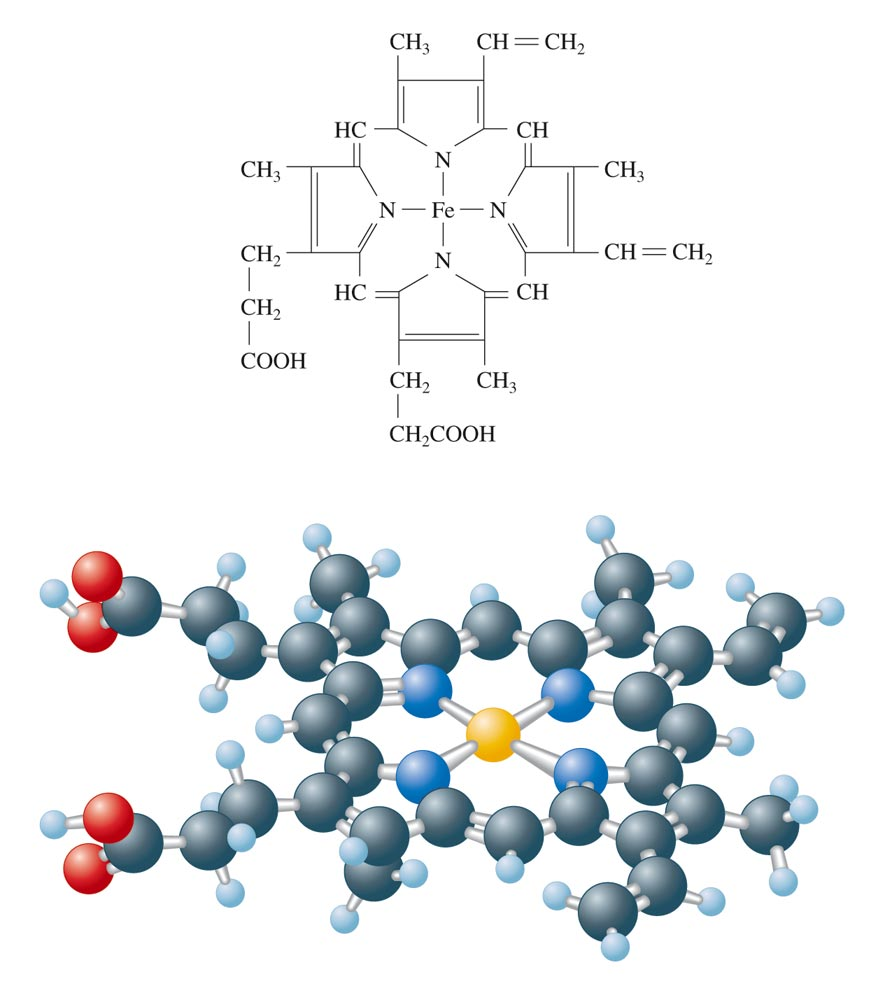 CH₃ CH=CH₂
HC CH
N
CH₃ CH₃
N Fe N
CH₂ N CH=CH₂
HC CH
CH₂
COOH
CH₂ CH₃
CH₂COOH